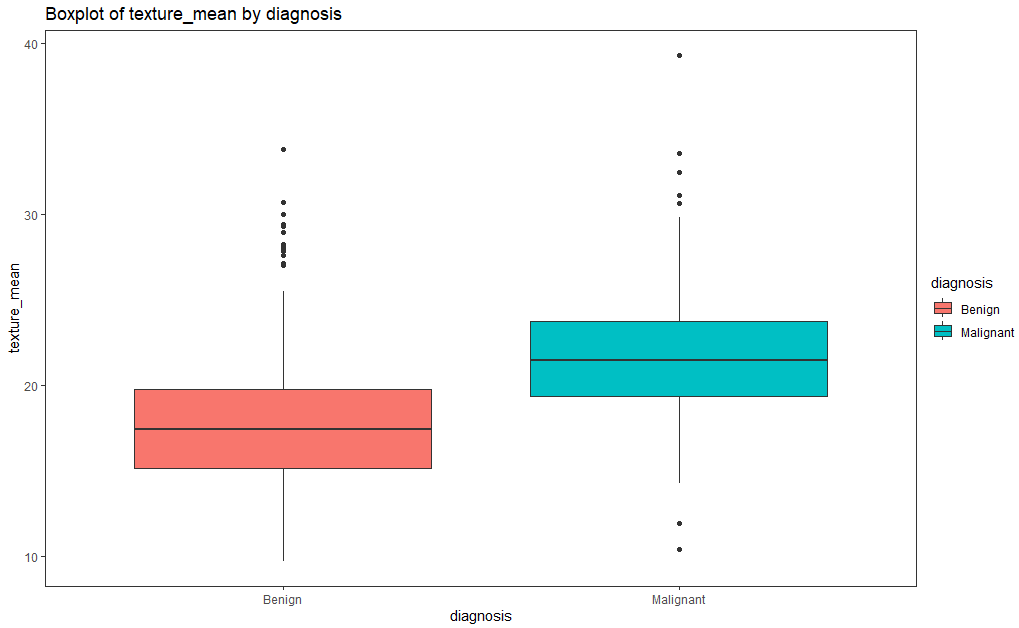 Boxplot of texture_mean by diagnosis
texture_mean
40
30
20
10
Benign
Malignant
diagnosis
diagnosis
Benign
Malignant